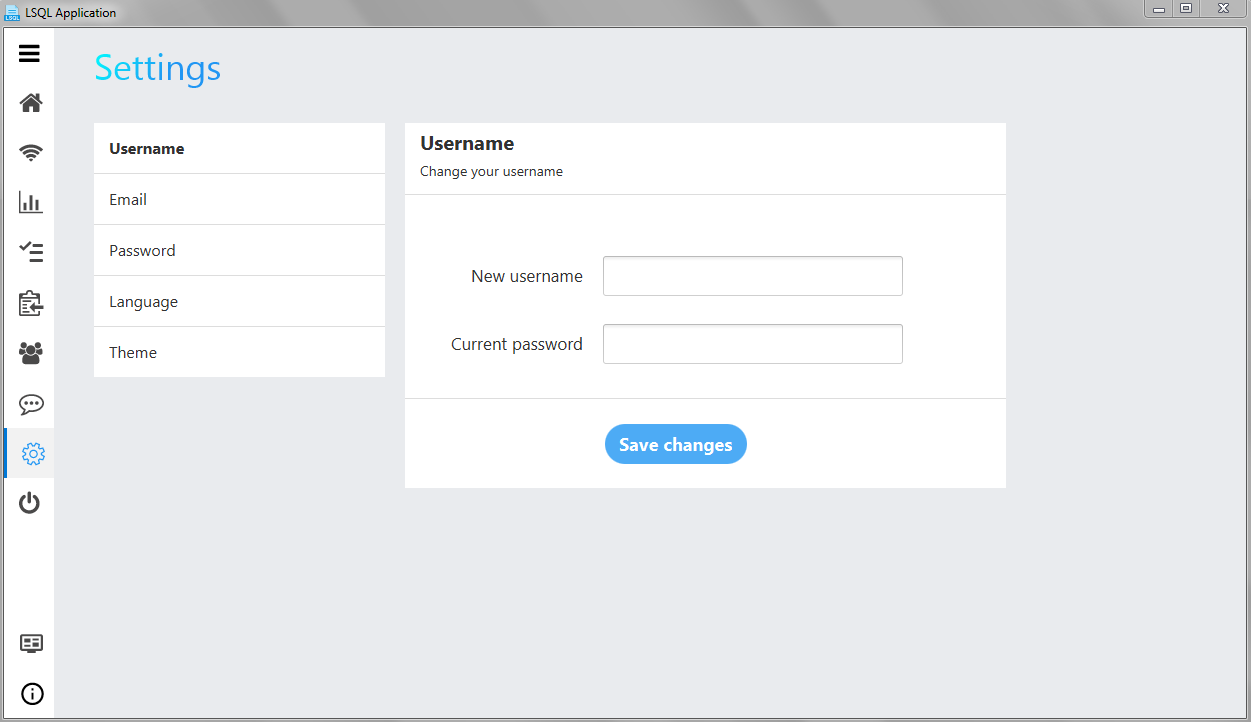 LSQL Application
Settings
Username
Email
Password
Language
Theme
Username
Change your username
New username
Current password
Save changes